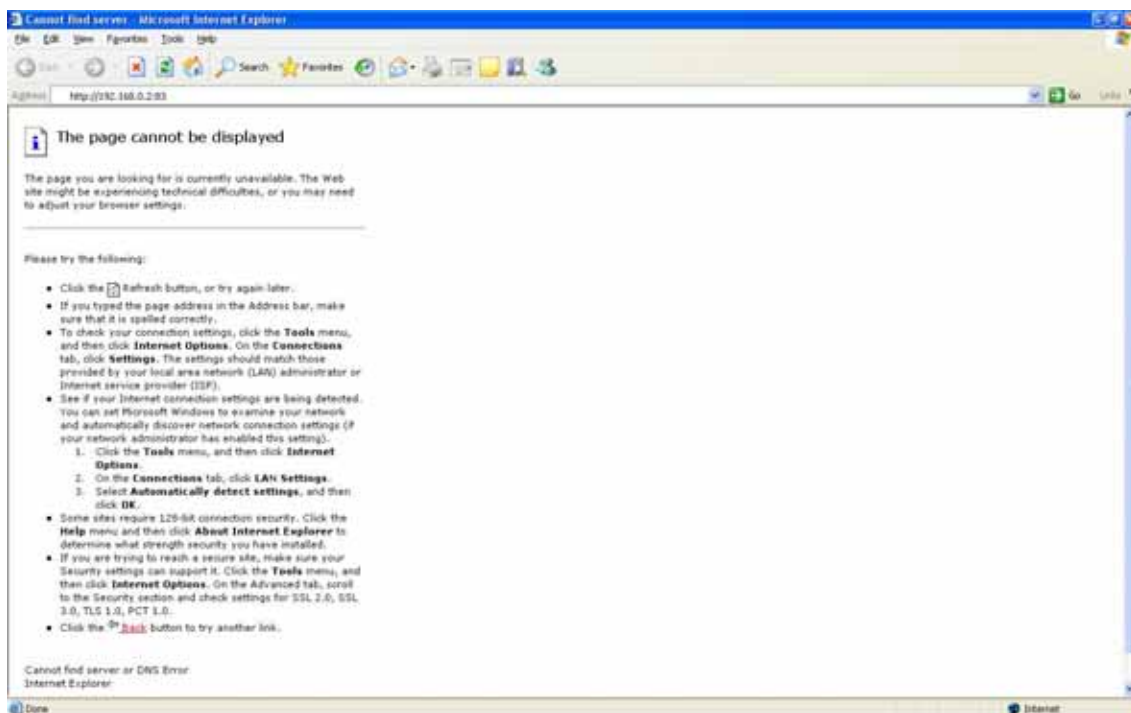 Cannot find server - Microsoft Internet Explorer
File Edit View Favorites Tools Help
Search Favorites
Address http://192.168.0.2:83 Go Links
The page cannot be displayed
The page you are looking for is currently unavailable. The Web
site might be experiencing technical difficulties, or you may need
to adjust your browser settings.
Please try the following:
Click the Refresh button, or try again later.
If you typed the page address in the Address bar, make
sure that it is spelled correctly.
To check your connection settings, click the Tools menu,
and then click Internet Options. On the Connections
tab, click Settings. The settings should match those
provided by your local area network (LAN) administrator or
Internet service provider (ISP).
See if your Internet connection settings are being detected.
You can set Microsoft Windows to examine your network
and automatically discover network connection settings (if
your network administrator has enabled this setting).
1. Click the Tools menu, and then click Internet
Options.
2. On the Connections tab, click LAN Settings.
3. Select Automatically detect settings, and then
click OK.
Some sites require 128-bit connection security. Click the
Help menu and then click About Internet Explorer to
determine what strength security you have installed.
If you are trying to reach a secure site, make sure your
Security settings can support it. Click the Tools menu, and
then click Internet Options. On the Advanced tab, scroll
to the Security section and check settings for SSL 2.0, SSL
3.0, TLS 1.0, PCT 1.0.
Click the Back button to try another link.
Cannot find server or DNS Error
Internet Explorer
Done Internet